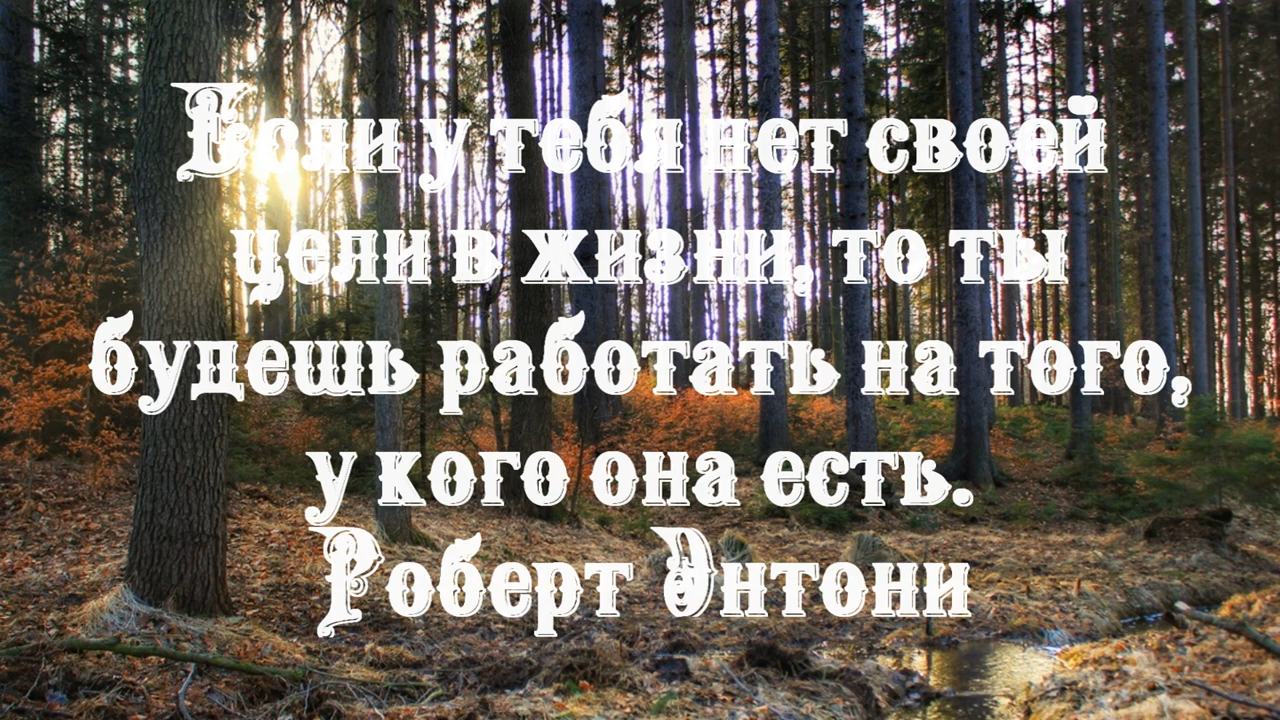 Если у тебя нет своей
цели в жизни, то ты
будешь работать на того,
у кого она есть.
Роберт Энтони